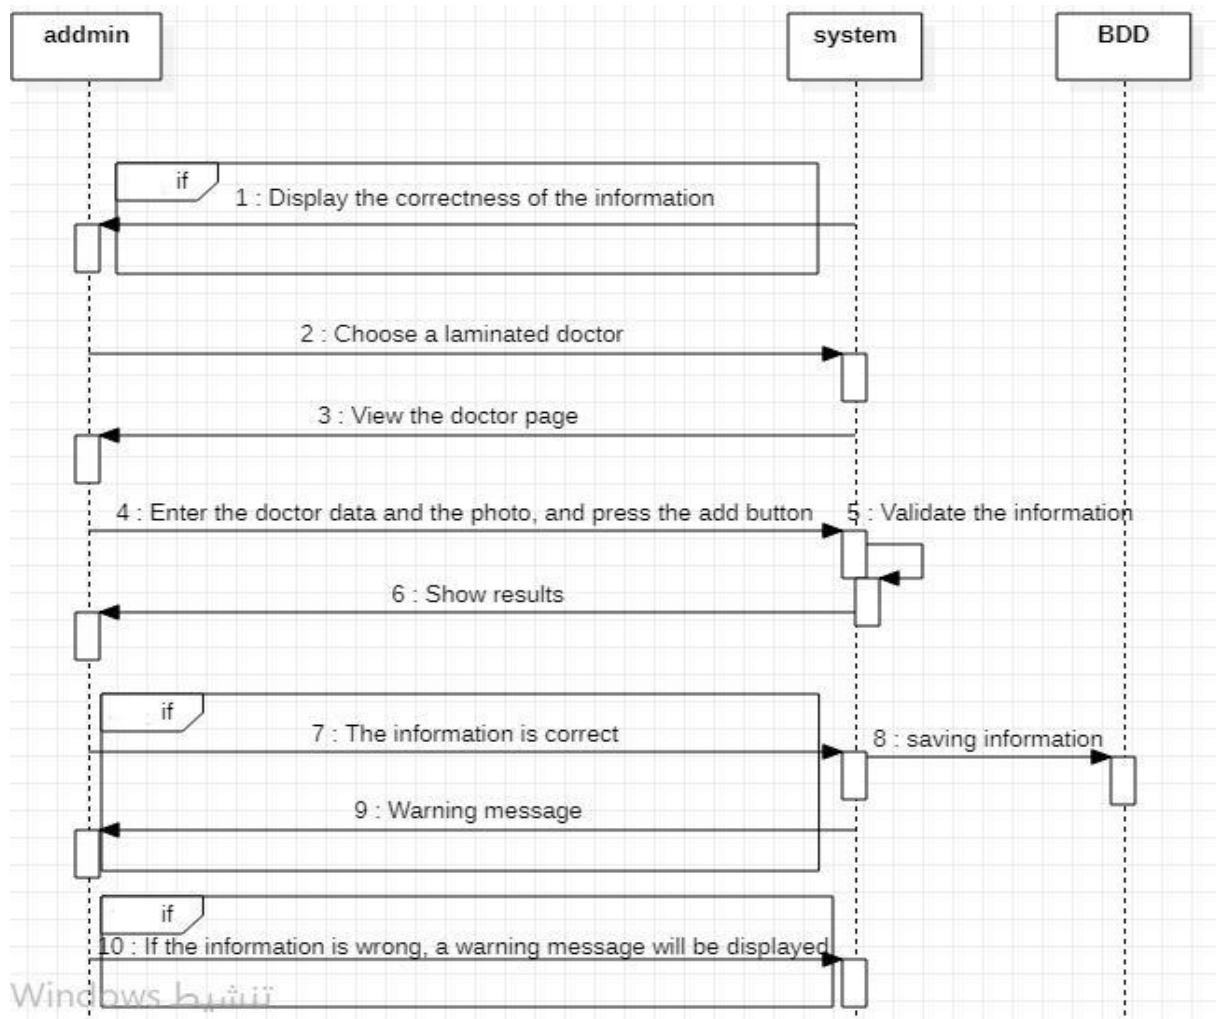 addmin
system
BDD
if
1 : Display the correctness of the information
2 : Choose a laminated doctor
3 : View the doctor page
4 : Enter the doctor data and the photo, and press the add button
5 : Validate the information
6 : Show results
if
7 : The information is correct
8 : saving information
9 : Warning message
if
10 : If the information is wrong, a warning message will be displayed
تنشيط Windows